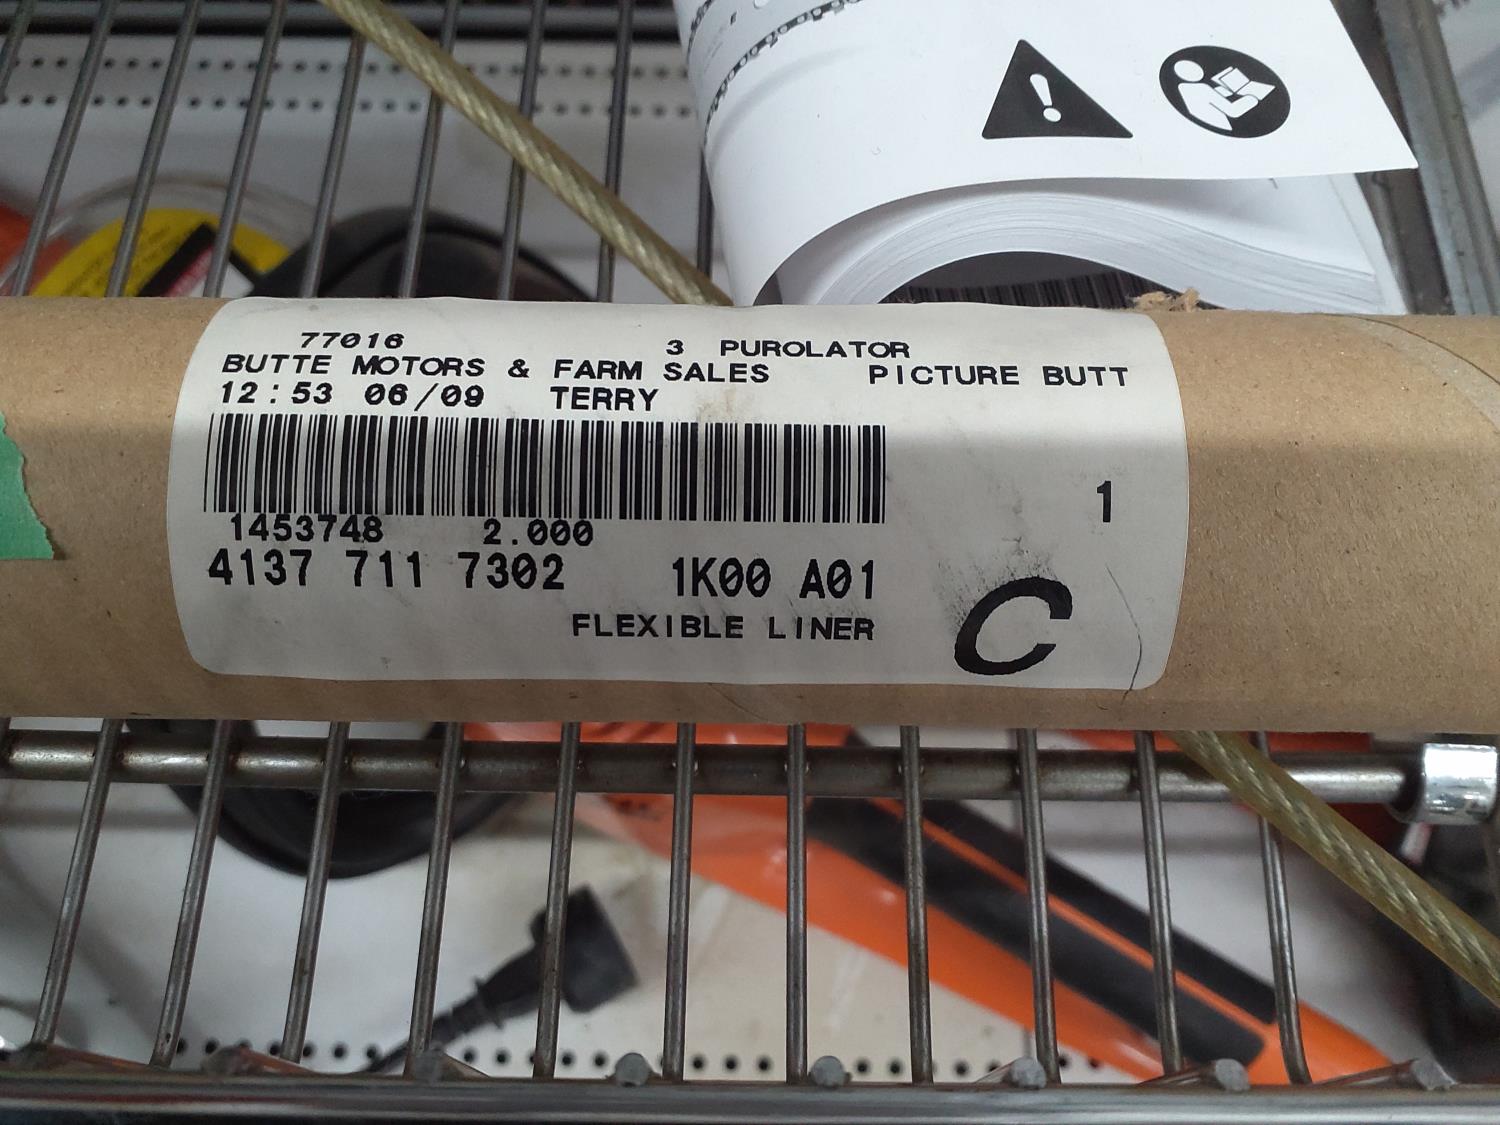 77016 3 PUROLATOR
BUTTE MOTORS & FARM SALES PICTURE BUTT
12:53 06/09 TERRY
1
1453748 2.000
4137 711 7302 1K00 A01
FLEXIBLE LINER
C